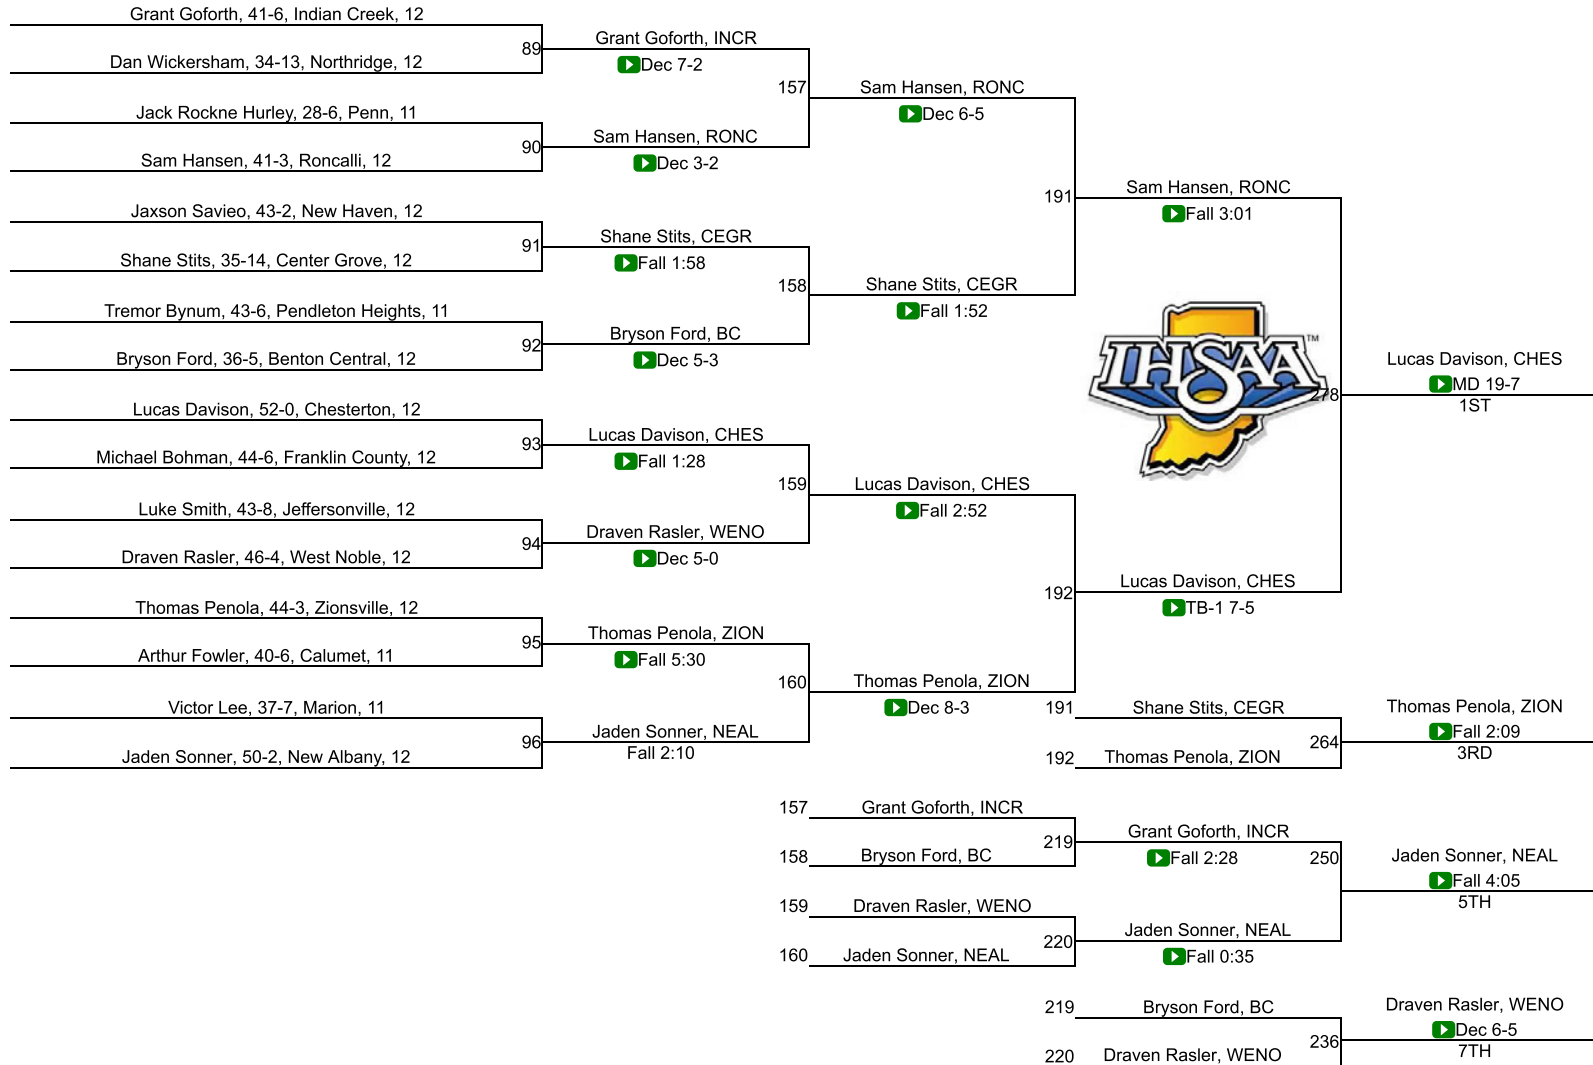 Grant Goforth, 41-6, Indian Creek, 12
89
Dan Wickersham, 34-13, Northridge, 12
Grant Goforth, INCR
Dec 7-2
157
Jack Rockne Hurley, 28-6, Penn, 11
90
Sam Hansen, 41-3, Roncalli, 12
Sam Hansen, RONC
Dec 3-2
Sam Hansen, RONC
Dec 6-5
191
Jaxson Savieo, 43-2, New Haven, 12
91
Shane Stits, 35-14, Center Grove, 12
Shane Stits, CEGR
Fall 1:58
158
Tremor Bynum, 43-6, Pendleton Heights, 11
92
Bryson Ford, 36-5, Benton Central, 12
Bryson Ford, BC
Dec 5-3
Shane Stits, CEGR
Fall 1:52
Sam Hansen, RONC
Fall 3:01
IHSAA
TM
278
Lucas Davison, CHES
MD 19-7
1ST
Lucas Davison, 52-0, Chesterton, 12
93
Michael Bohman, 44-6, Franklin County, 12
Lucas Davison, CHES
Fall 1:28
159
Luke Smith, 43-8, Jeffersonville, 12
94
Draven Rasler, 46-4, West Noble, 12
Draven Rasler, WENO
Dec 5-0
Lucas Davison, CHES
Fall 2:52
192
Lucas Davison, CHES
TB-1 7-5
Thomas Penola, 44-3, Zionsville, 12
95
Arthur Fowler, 40-6, Calumet, 11
Thomas Penola, ZION
Fall 5:30
160
Victor Lee, 37-7, Marion, 11
96
Jaden Sonner, 50-2, New Albany, 12
Jaden Sonner, NEAL
Fall 2:10
Thomas Penola, ZION
Dec 8-3
191
Shane Stits, CEGR
264
192
Thomas Penola, ZION
Thomas Penola, ZION
Fall 2:09
3RD
157
Grant Goforth, INCR
219
158
Bryson Ford, BC
Grant Goforth, INCR
Fall 2:28
250
159
Draven Rasler, WENO
220
160
Jaden Sonner, NEAL
Jaden Sonner, NEAL
Fall 0:35
Jaden Sonner, NEAL
Fall 4:05
5TH
219
Bryson Ford, BC
236
220
Draven Rasler, WENO
Draven Rasler, WENO
Dec 6-5
7TH